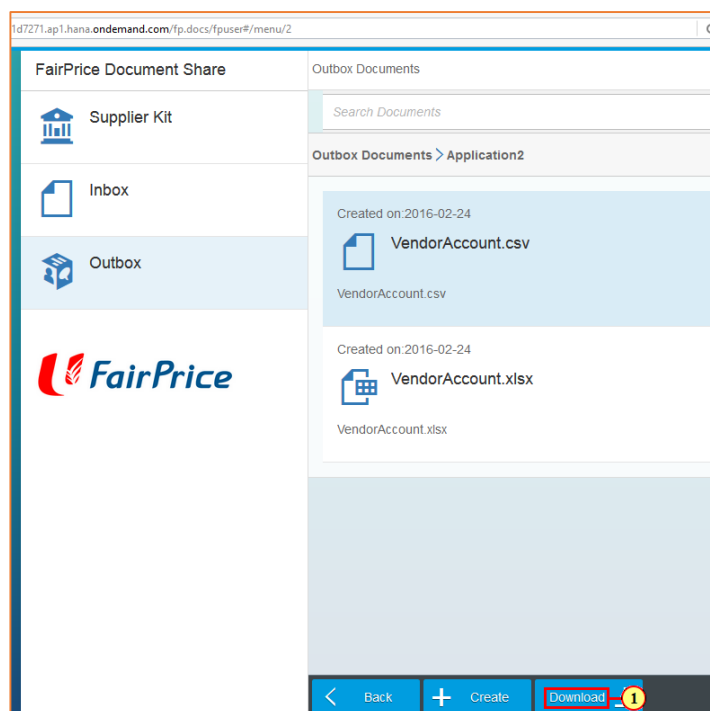 1d7271.ap1.hana.ondemand.com/fp.docs/fpuser#/menu/2
FairPrice Document Share
Supplier Kit
Inbox
Outbox
FairPrice
Outbox Documents
Search Documents
Outbox Documents > Application2
Created on:2016-02-24
VendorAccount.csv
VendorAccount.csv
Created on:2016-02-24
VendorAccount.xlsx
VendorAccount.xlsx
Back
Create
Download
1